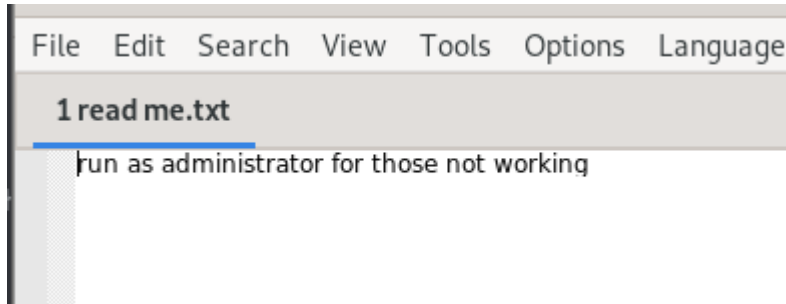 File Edit Search View Tools Options Language
1 read me.txt
run as administrator for those not working